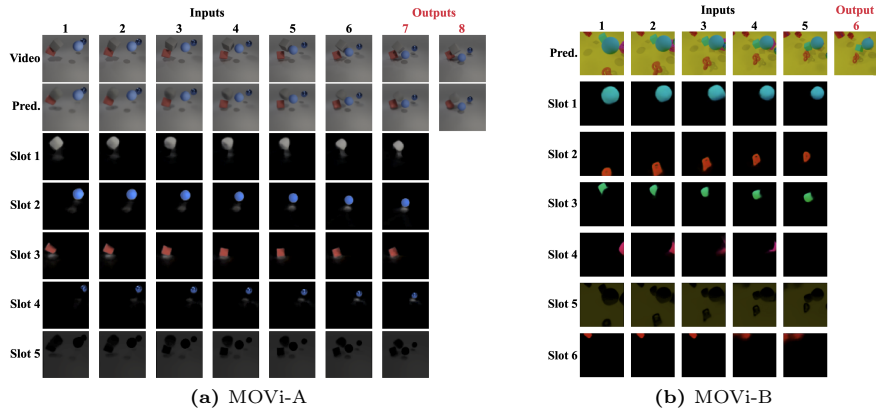 Inputs Outputs
1 2 3 4 5 6 7 8
Video
Pred.
Slot 1
Slot 2
Slot 3
Slot 4
Slot 5
(a) MOVi-A
Inputs Output
1 2 3 4 5 6
Pred.
Slot 1
Slot 2
Slot 3
Slot 4
Slot 5
Slot 6
(b) MOVi-B